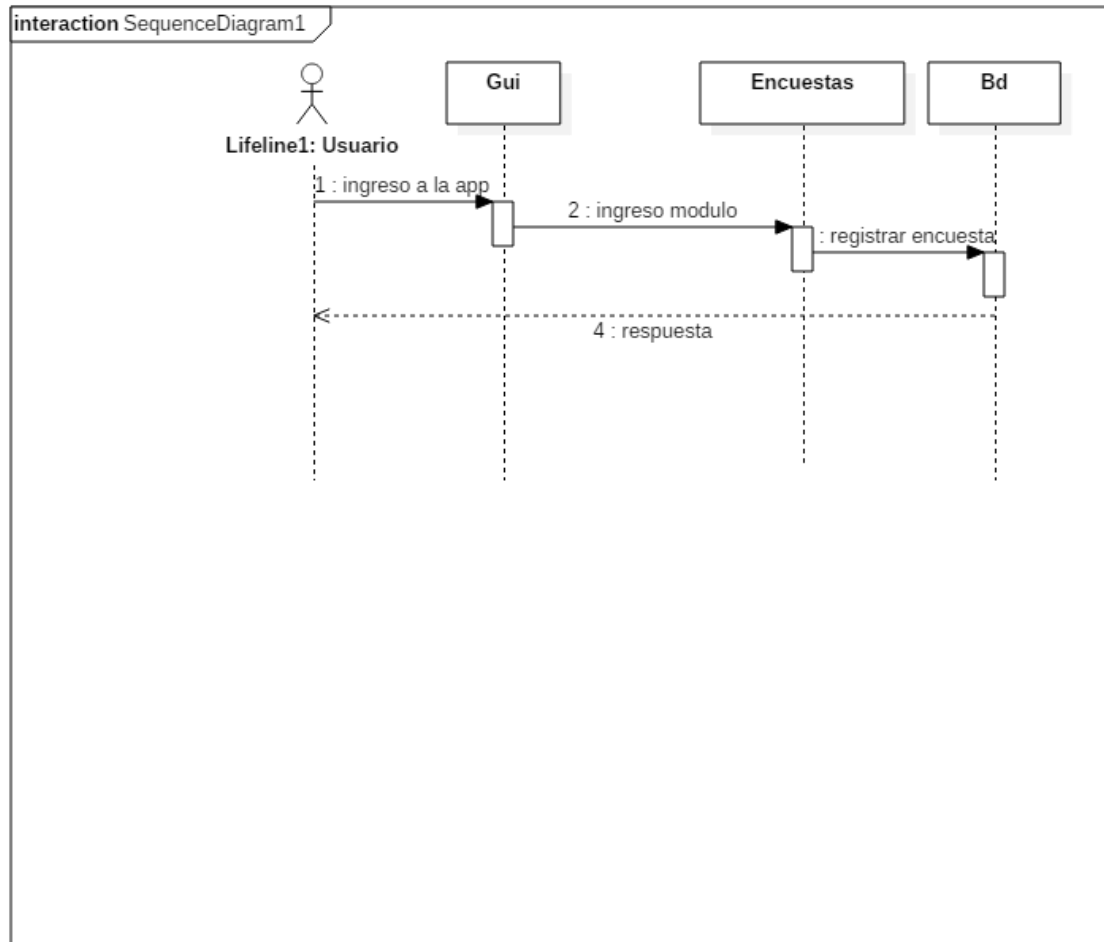 interaction SequenceDiagram1
Gui
Encuestas
Bd
Lifeline1: Usuario
1 : ingreso a la app
2 : ingreso modulo
: registrar encuesta
4 : respuesta